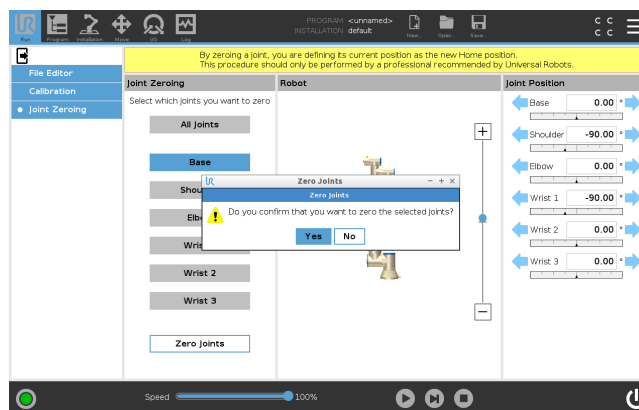 PROGRAM <unnamed>
INSTALLATION default
Run
Program
Installation
Move
I/O
Log
New...
Open...
Save...
C C
C C
By zeroing a joint, you are defining its current position as the new Home position.
This procedure should only be performed by a professional recommended by Universal Robots.
File Editor
Calibration
Joint Zeroing
Joint Zeroing
Select which joints you want to zero
All Joints
Base
Shou
Elb
Wris
Wrist 2
Wrist 3
Zero Joints
Robot
Zero Joints
Zero Joints
Do you confirm that you want to zero the selected joints?
Yes
No
Joint Position
Base 0.00 °
Shoulder -90.00 °
Elbow 0.00 °
Wrist 1 -90.00 °
Wrist 2 0.00 °
Wrist 3 0.00 °
Speed 100%